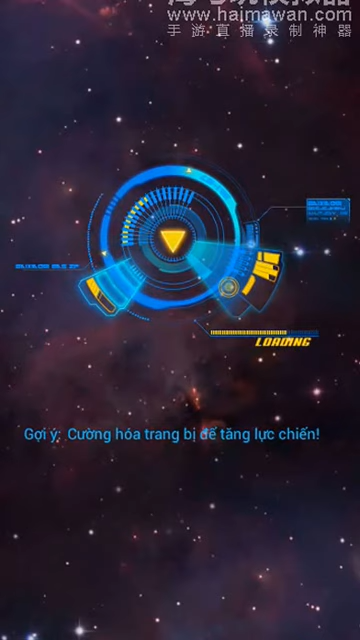 www.hajmawan.com
手游直播录制神器
LOADING
Gợi ý: Cường hóa trang bị để tăng lực chiến!